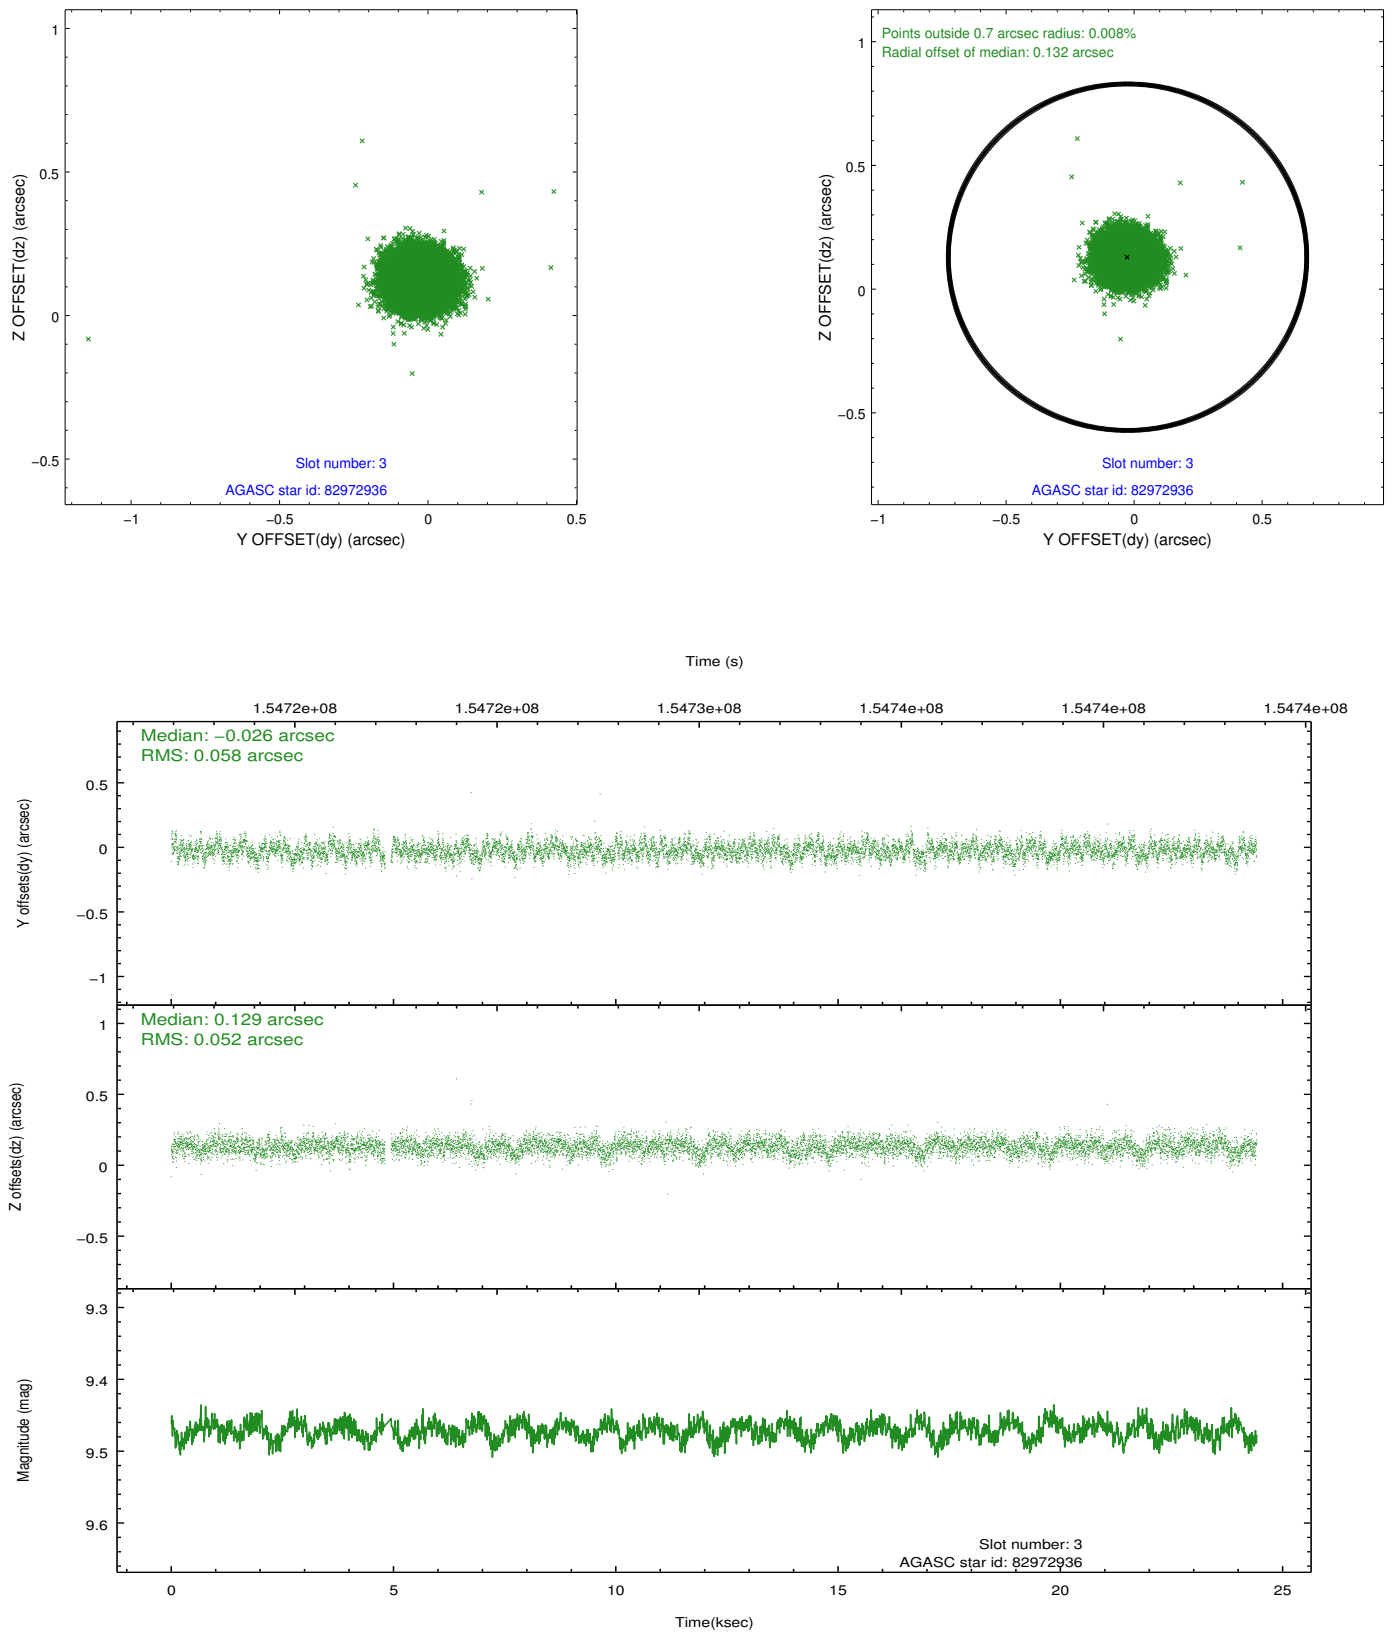 1
0.5
0
−0.5
−1
−0.5
0
0.5
Z OFFSET(dz) (arcsec)
Y OFFSET(dy) (arcsec)
Slot number: 3
AGASC star id: 82972936
Points outside 0.7 arcsec radius: 0.008%
Radial offset of median: 0.132 arcsec
1
0.5
0
−0.5
−1
−0.5
0
0.5
Z OFFSET(dz) (arcsec)
Y OFFSET(dy) (arcsec)
Slot number: 3
AGASC star id: 82972936
Time (s)
1.5472e+08
1.5472e+08
1.5473e+08
1.5474e+08
1.5474e+08
1.5474e+08
Median: −0.026 arcsec
RMS: 0.058 arcsec
0.5
0
−0.5
−1
Y offsets(dy) (arcsec)
Median: 0.129 arcsec
RMS: 0.052 arcsec
1
0.5
0
−0.5
Z offsets(dz) (arcsec)
9.3
9.4
9.5
9.6
Magnitude (mag)
Slot number: 3
AGASC star id: 82972936
0
5
10
15
20
25
Time(ksec)